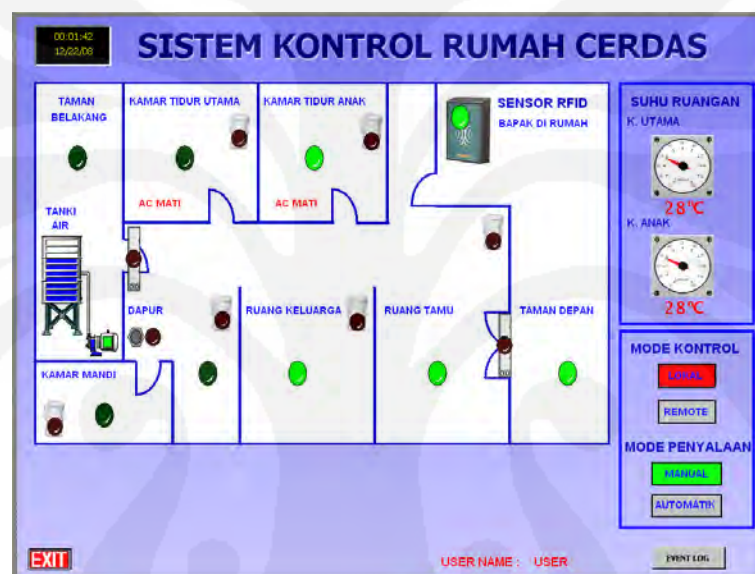 00:01:42
12/22/08
SISTEM KONTROL RUMAH CERDAS
TAMAN
BELAKANG
KAMAR TIDUR UTAMA
KAMAR TIDUR ANAK
SENSOR RFID
BAPAK DI RUMAH
AC MATI
AC MATI
TANKI
AIR
DAPUR
RUANG KELUARGA
RUANG TAMU
TAMAN DEPAN
KAMAR MANDI
SUHU RUANGAN
K. UTAMA
28°C
K. ANAK
28°C
MODE KONTROL
LOKAL
REMOTE
MODE PENYALAAN
MANUAL
AUTOMATIK
EXIT
USER NAME : USER
EVENT LOG